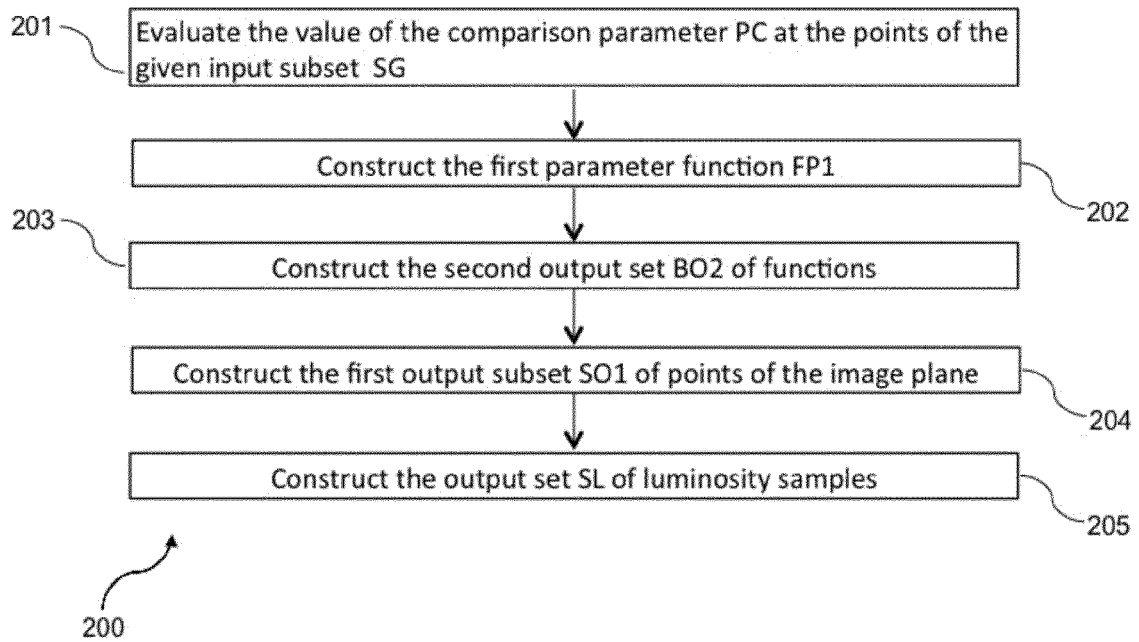 201
Evaluate the value of the comparison parameter PC at the points of the
given input subset SG
Construct the first parameter function FP1
202
203
Construct the second output set BO2 of functions
Construct the first output subset SO1 of points of the image plane
204
Construct the output set SL of luminosity samples
205
200